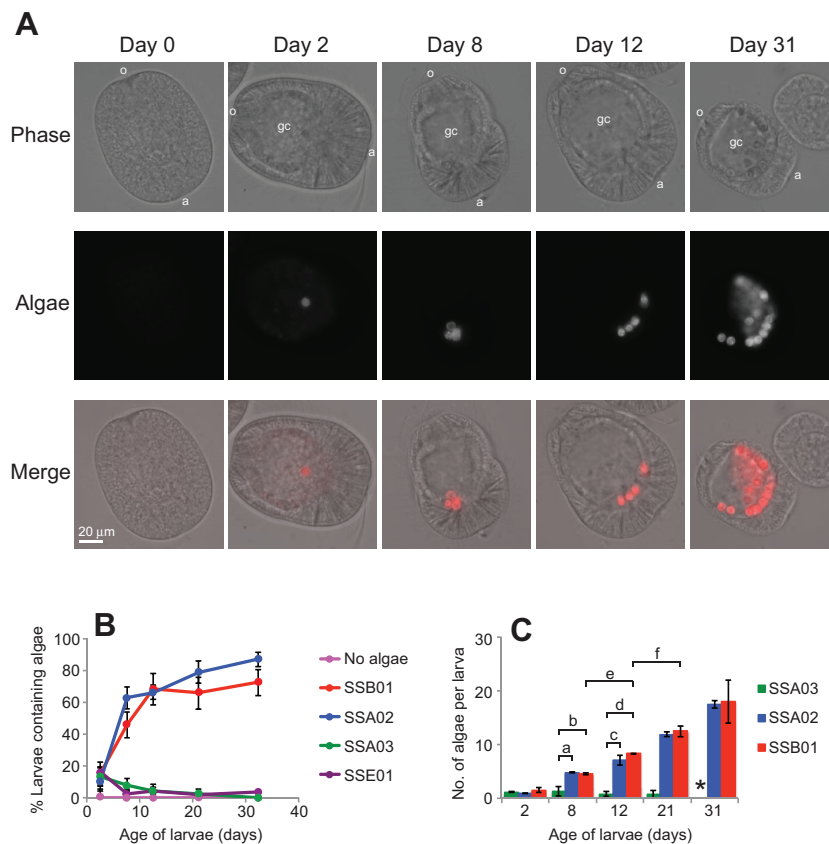 A
Day 0 Day 2 Day 8 Day 12 Day 31
Phase
o a
o gc a
o gc a
o gc a
o gc a
Algae
Merge
20 μm
B
% Larvae containing algae
100
80
60
40
20
0
0 10 20 30 40
Age of larvae (days)
No algae
SSB01
SSA02
SSA03
SSE01
C
No. of algae per larva
30
20
10
0
a b c d e f
*
2 8 12 21 31
Age of larvae (days)
SSA03
SSA02
SSB01